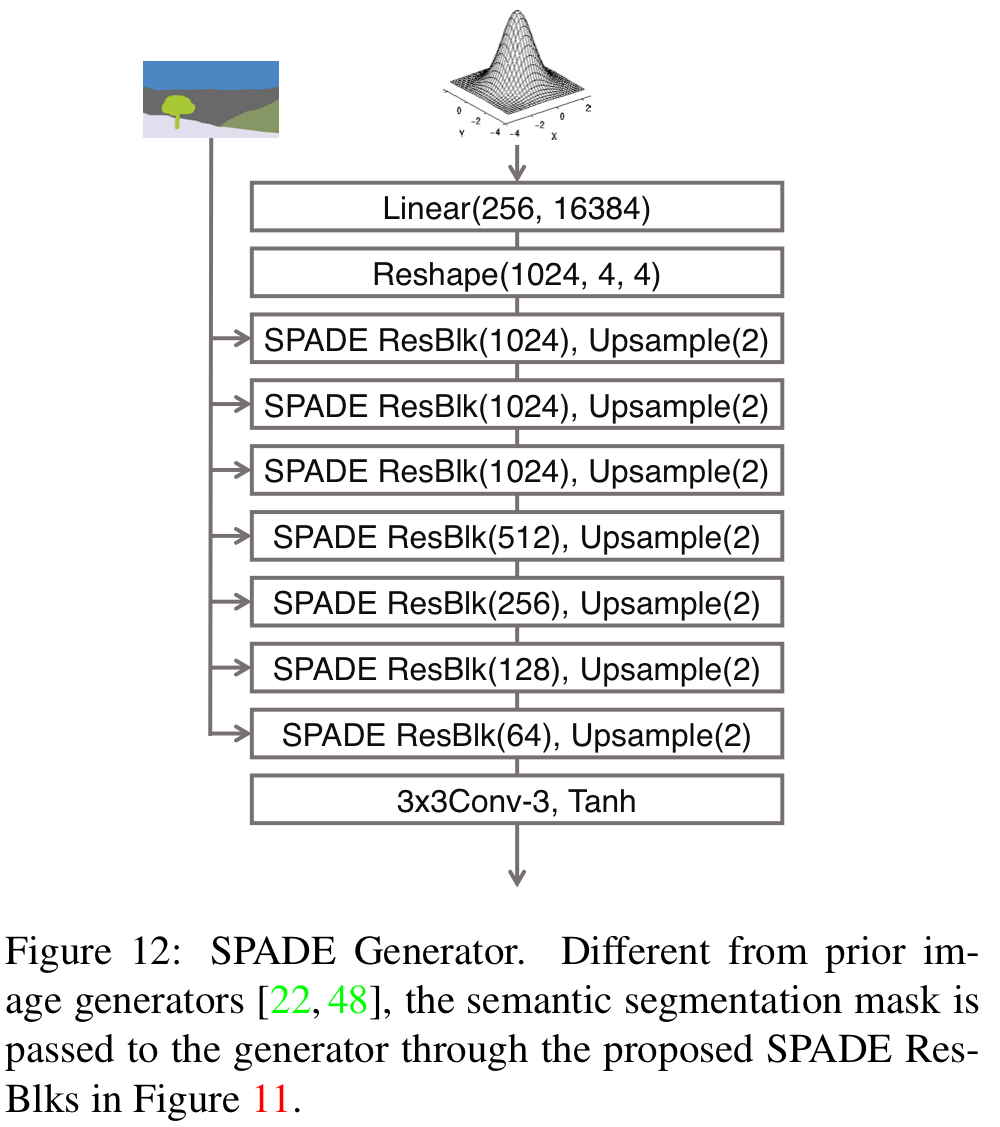 0
-2
-4
Y
-4
-2
0
2
X
Linear(256, 16384)
Reshape(1024, 4, 4)
SPADE ResBlk(1024), Upsample(2)
SPADE ResBlk(1024), Upsample(2)
SPADE ResBlk(1024), Upsample(2)
SPADE ResBlk(512), Upsample(2)
SPADE ResBlk(256), Upsample(2)
SPADE ResBlk(128), Upsample(2)
SPADE ResBlk(64), Upsample(2)
3x3Conv-3, Tanh
Figure 12: SPADE Generator. Different from prior im-
age generators [22, 48], the semantic segmentation mask is
passed to the generator through the proposed SPADE Res-
Blks in Figure 11.